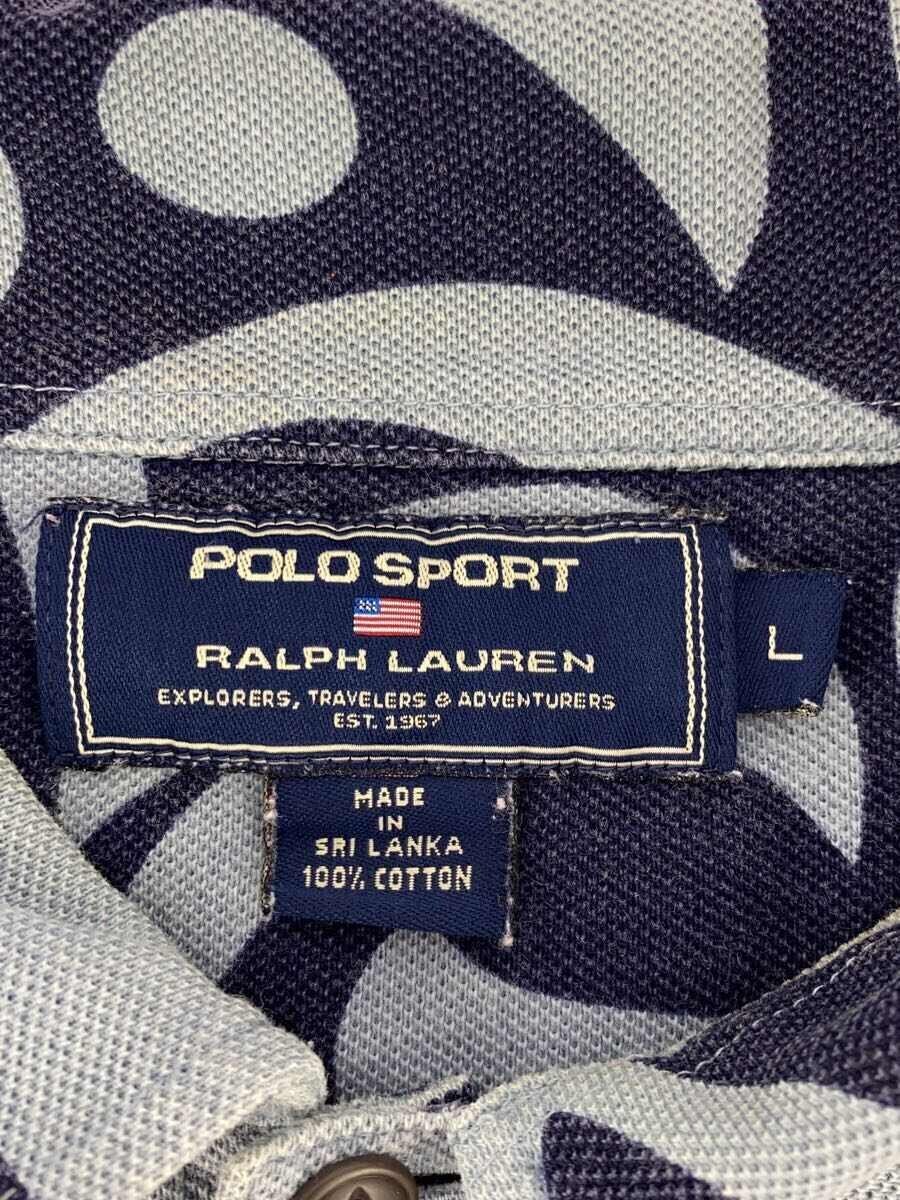 POLO SPORT
RALPH LAUREN
EXPLORERS, TRAVELERS & ADVENTURERS
EST. 1967
L
MADE
IN
SRI LANKA
100% COTTON